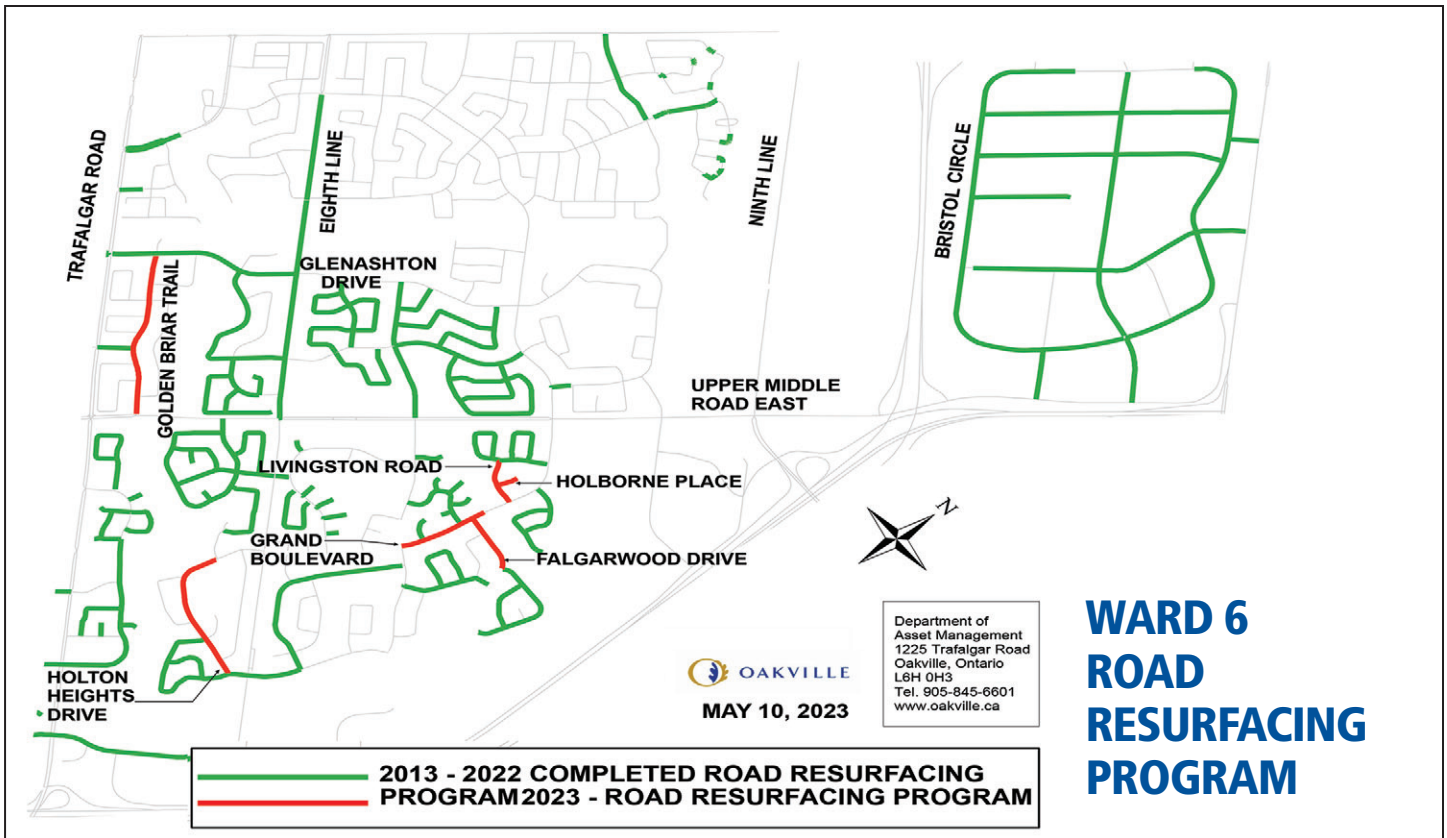 TRAFALGAR ROAD
EIGHTH LINE
NINTH LINE
BRISTOL CIRCLE
GOLDEN BRIAR TRAIL
GLENASHTON
DRIVE
UPPER MIDDLE
ROAD EAST
LIVINGSTON ROAD
HOLBORNE PLACE
GRAND
BOULEVARD
FALGARWOOD DRIVE
N
HOLTON
HEIGHTS
DRIVE
OAKVILLE
MAY 10, 2023
Department of
Asset Management
1225 Trafalgar Road
Oakville, Ontario
L6H 0H3
Tel. 905-845-6601
www.oakville.ca
WARD 6
ROAD
RESURFACING
PROGRAM
2013 - 2022 COMPLETED ROAD RESURFACING
PROGRAM2023 - ROAD RESURFACING PROGRAM